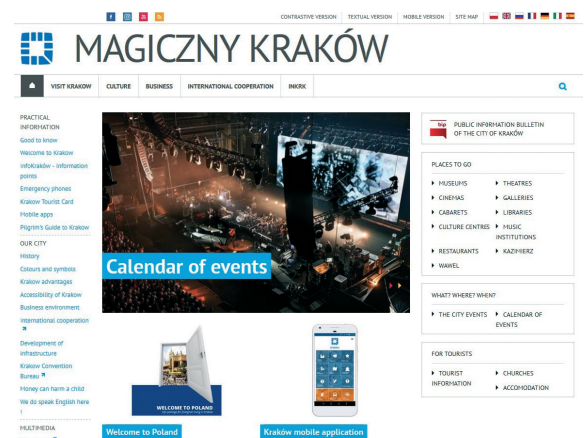 CONTRASTIVE VERSION TEXTUAL VERSION MOBILE VERSION SITE MAP
MAGICZNY KRAKÓW
VISIT KRAKOW CULTURE BUSINESS INTERNATIONAL COOPERATION INKRK
PRACTICAL
INFORMATION
Good to know
Welcome to Krakow
InfoKraków - information
points
Emergency phones
Krakow Tourist Card
Mobile apps
Pilgrim's Guide to Krakow
OUR CITY
History
Colours and symbols
Krakow advantages
Accessibility of Krakow
Business environment
International cooperation
Development of
infrastructure
Krakow Convention
Bureau
Money can harm a child
We do speak English here
!
MULTIMEDIA
Calendar of events
WELCOME TO POLAND
Welcome to Poland
Kraków mobile application
bip
PUBLIC INFORMATION BULLETIN
OF THE CITY OF KRAKÓW
PLACES TO GO
MUSEUMS THEATRES
CINEMAS GALLERIES
CABARETS LIBRARIES
CULTURE CENTRES MUSIC
INSTITUTIONS
RESTAURANTS KAZIMIERZ
WAWEL
WHAT? WHERE? WHEN?
THE CITY EVENTS CALENDAR OF
EVENTS
FOR TOURISTS
TOURIST CHURCHES
INFORMATION ACCOMODATION